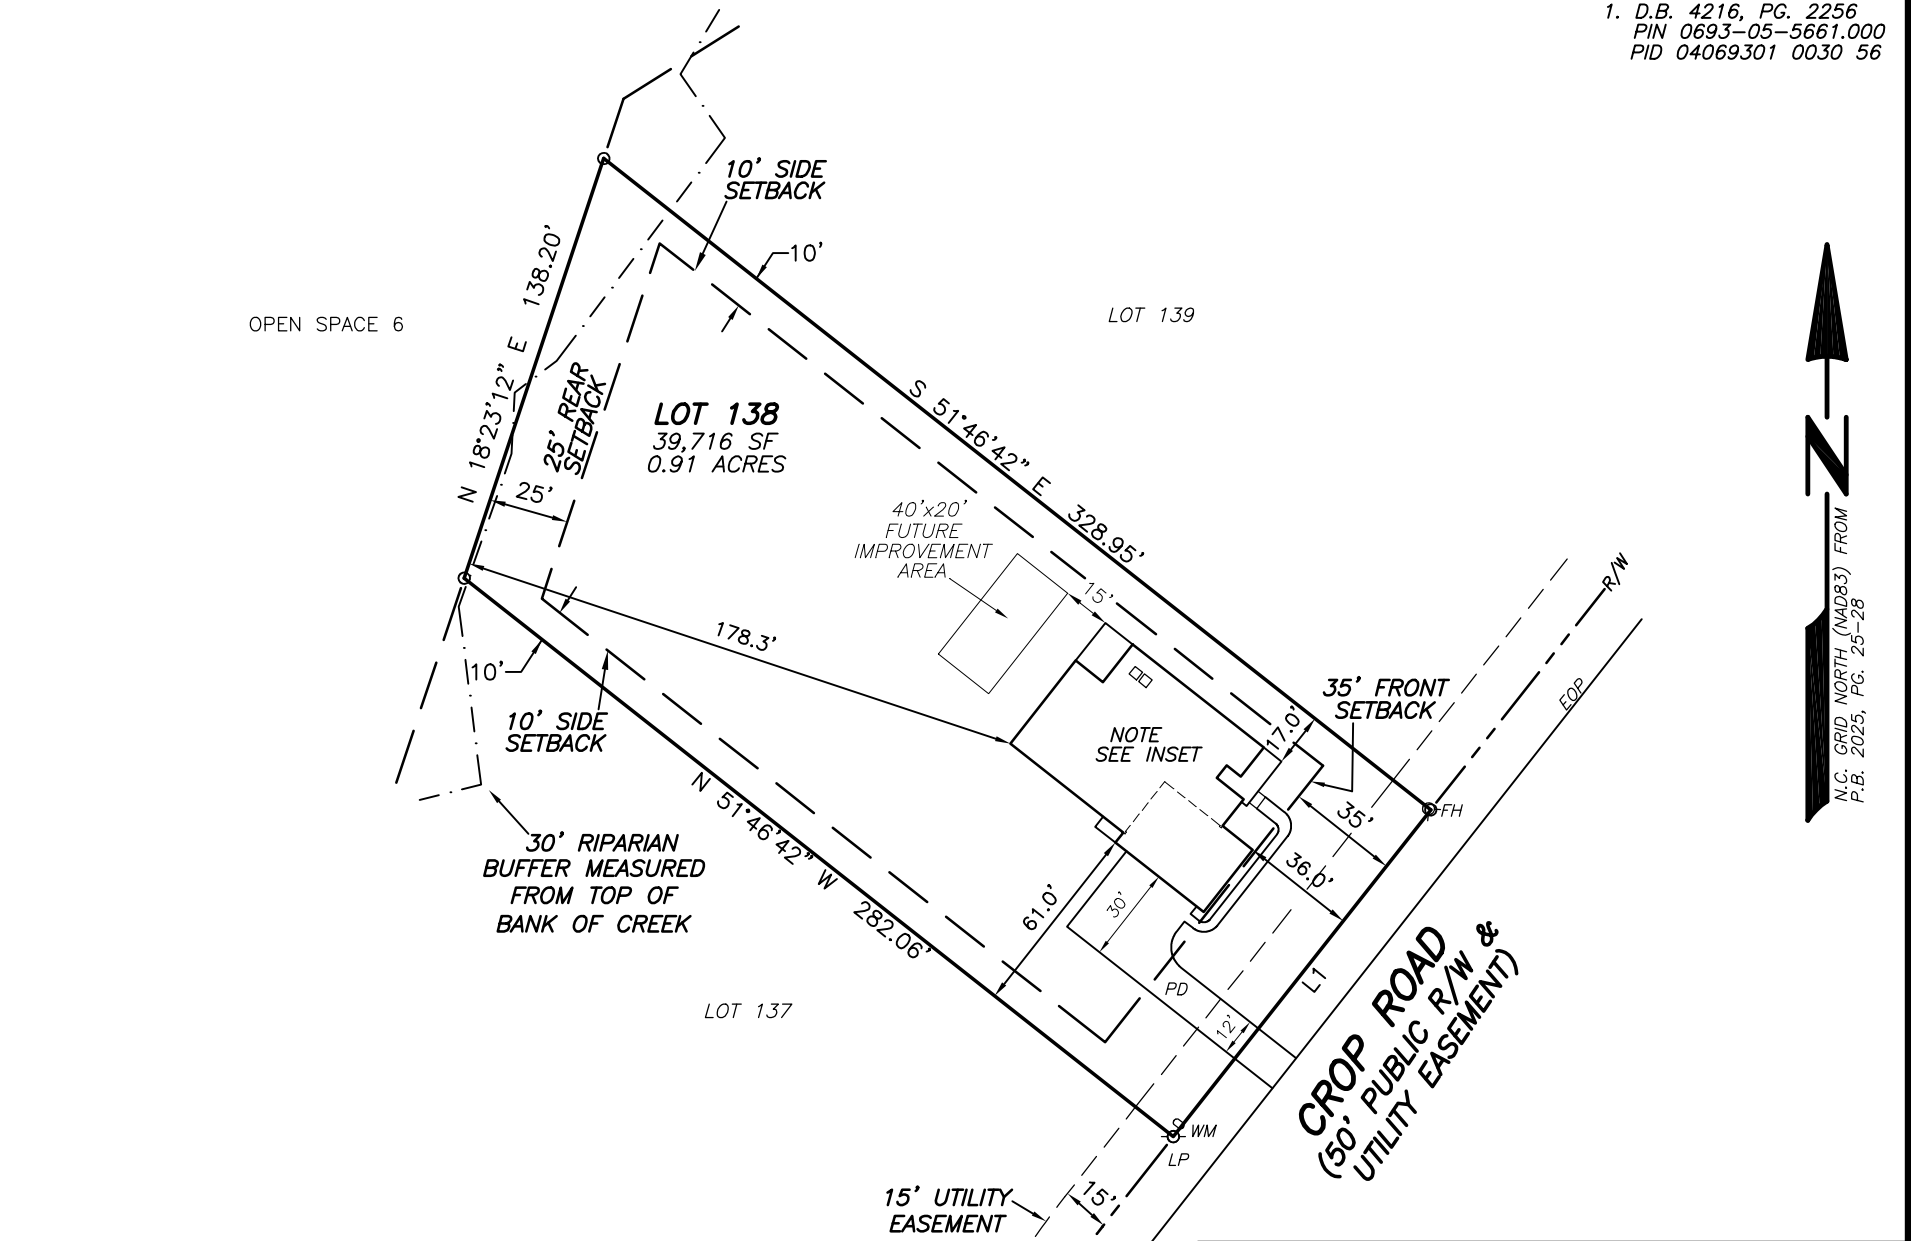 1. D.B. 4216, PG. 2256
PIN 0693-05-5661.000
PID 04069301 0030 56
10' SIDE
SETBACK
10'
N 18°23'12" E 138.20'
OPEN SPACE 6
LOT 139
25' REAR
SETBACK
LOT 138
39,716 SF
0.91 ACRES
S 51°46'42" E 328.95'
25'
40'x20'
FUTURE
IMPROVEMENT
AREA
15'
178.3'
10'
10' SIDE
SETBACK
NOTE
SEE INSET
17.0'
35' FRONT
SETBACK
R/W
EOP
N
N.C. GRID NORTH (NAD83) FROM
P.B. 2025, PG. 25-28
FH
35'
36.0'
N 51°46'42" W 282.06'
30' RIPARIAN
BUFFER MEASURED
FROM TOP OF
BANK OF CREEK
61.0'
30'
LOT 137
PD
12'
L1
CROP ROAD
(50' PUBLIC R/W &
UTILITY EASEMENT)
WM
LP
15' UTILITY
EASEMENT
15'